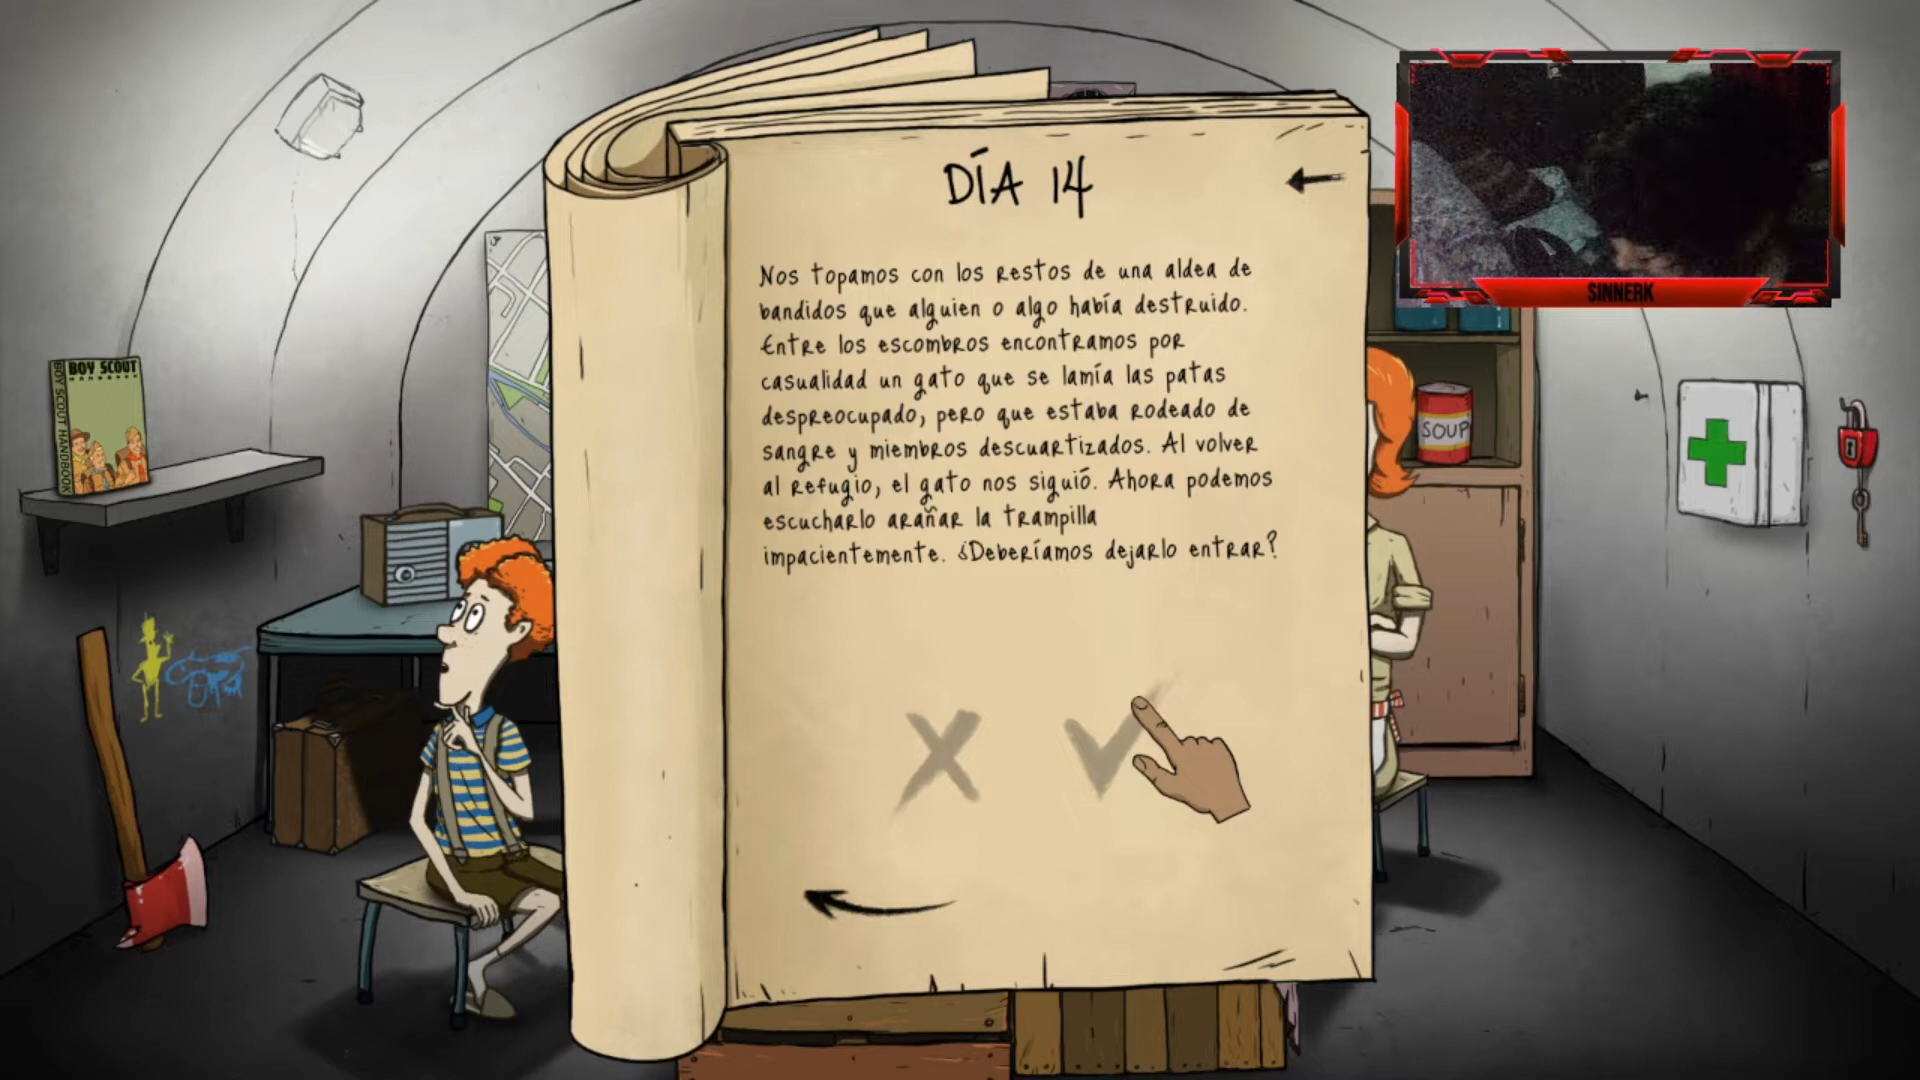 DÍA 14
Nos topamos con los restos de una aldea de
bandidos que alguien o algo había destruido.
Entre los escombros encontramos por
casualidad un gato que se lamía las patas
despreocupado, pero que estaba rodeado de
sangre y miembros descuartizados. Al volver
al refugio, el gato nos siguió. Ahora podemos
escucharlo arañar la trampilla
impacientemente. ¿Deberíamos dejarlo entrar?
SINNERK
BOY SCOUT
HANDBOOK
BOY SCOUT HANDBOOK
SOUP